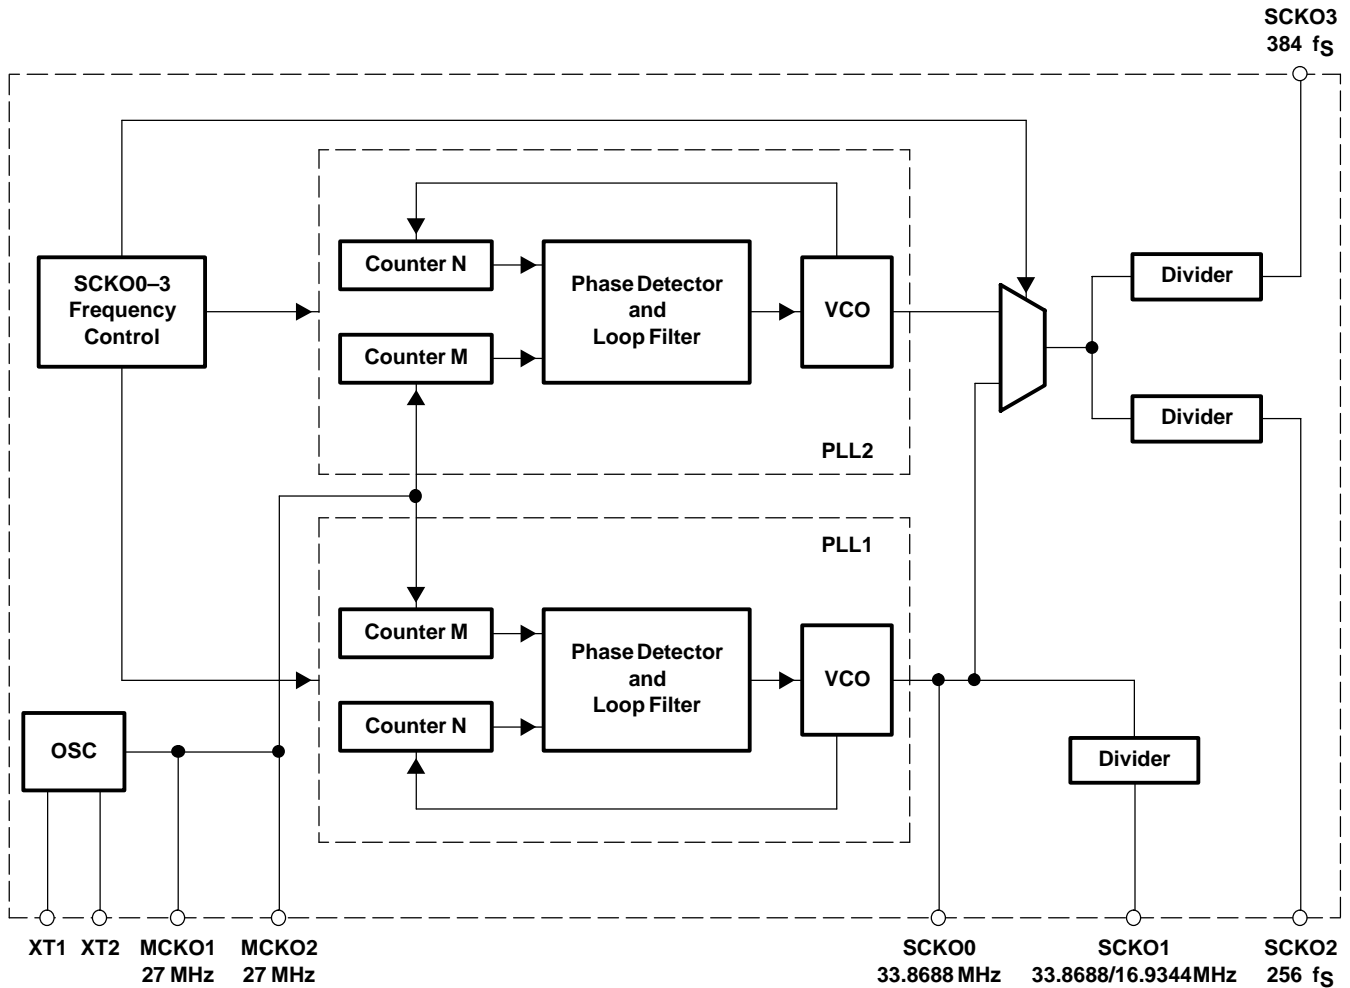 SCKO3
384 fS
SCKO0–3
Frequency
Control
Counter N
Counter M
Phase Detector
and
Loop Filter
VCO
Divider
Divider
PLL2
PLL1
Counter M
Counter N
Phase Detector
and
Loop Filter
VCO
OSC
Divider
XT1
XT2
MCKO1
27 MHz
MCKO2
27 MHz
SCKO0
33.8688 MHz
SCKO1
33.8688/16.9344MHz
SCKO2
256 fS